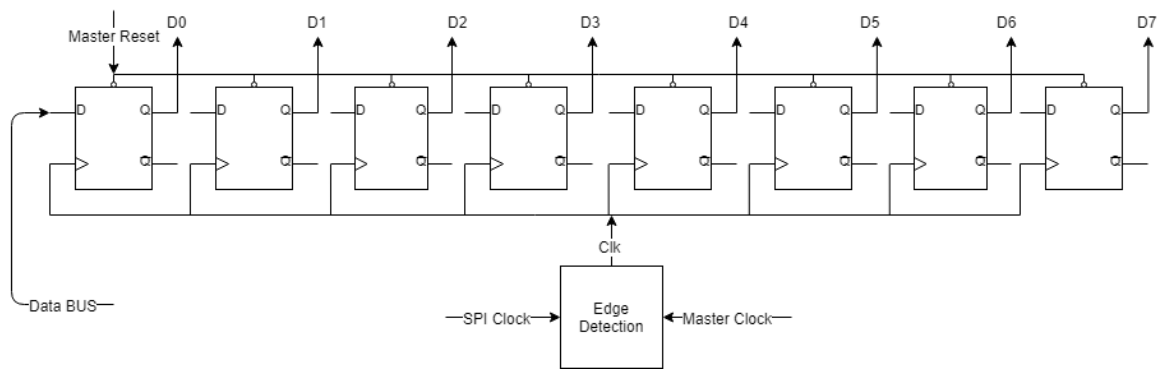 D0 D1 D2 D3 D4 D5 D6 D7
Master Reset
D Q D Q D Q D Q D Q D Q D Q D Q
Q Q Q Q Q Q Q Q
Clk
Data BUS
SPI Clock
Edge
Detection
Master Clock